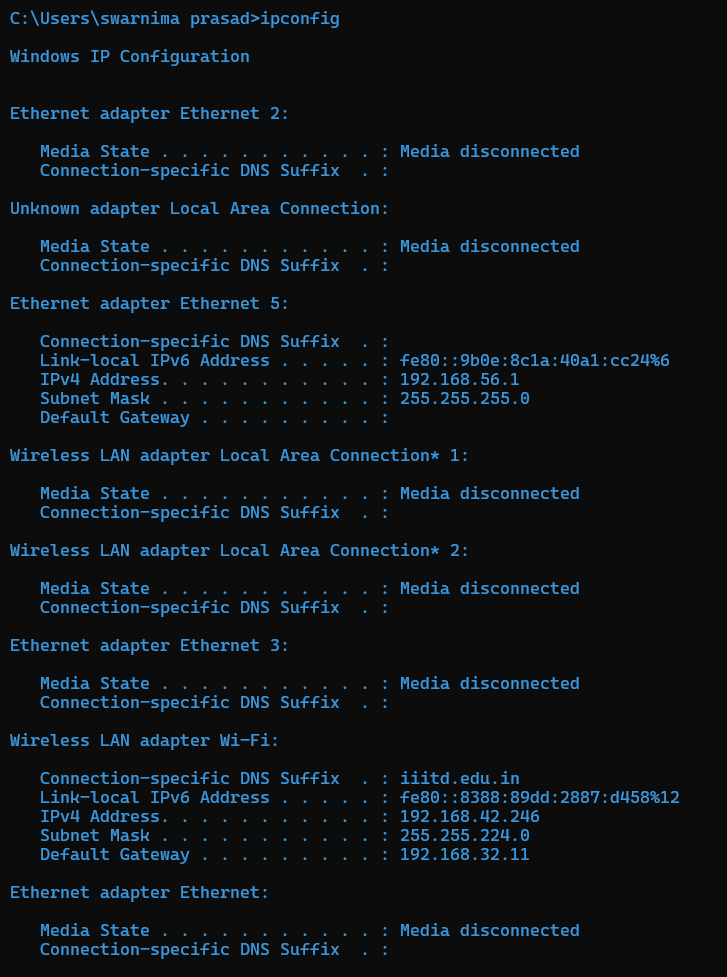 C:\Users\swarnima prasad>ipconfig
Windows IP Configuration
Ethernet adapter Ethernet 2:
Media State . . . . . . . . . . . : Media disconnected
Connection-specific DNS Suffix  . :
Unknown adapter Local Area Connection:
Media State . . . . . . . . . . . : Media disconnected
Connection-specific DNS Suffix  . :
Ethernet adapter Ethernet 5:
Connection-specific DNS Suffix  . :
Link-local IPv6 Address . . . . . : fe80::9b0e:8c1a:40a1:cc24%6
IPv4 Address. . . . . . . . . . . : 192.168.56.1
Subnet Mask . . . . . . . . . . . : 255.255.255.0
Default Gateway . . . . . . . . . :
Wireless LAN adapter Local Area Connection* 1:
Media State . . . . . . . . . . . : Media disconnected
Connection-specific DNS Suffix  . :
Wireless LAN adapter Local Area Connection* 2:
Media State . . . . . . . . . . . : Media disconnected
Connection-specific DNS Suffix  . :
Ethernet adapter Ethernet 3:
Media State . . . . . . . . . . . : Media disconnected
Connection-specific DNS Suffix  . :
Wireless LAN adapter Wi-Fi:
Connection-specific DNS Suffix  . : iiitd.edu.in
Link-local IPv6 Address . . . . . : fe80::8388:89dd:2887:d458%12
IPv4 Address. . . . . . . . . . . : 192.168.42.246
Subnet Mask . . . . . . . . . . . : 255.255.224.0
Default Gateway . . . . . . . . . : 192.168.32.11
Ethernet adapter Ethernet:
Media State . . . . . . . . . . . : Media disconnected
Connection-specific DNS Suffix  . :